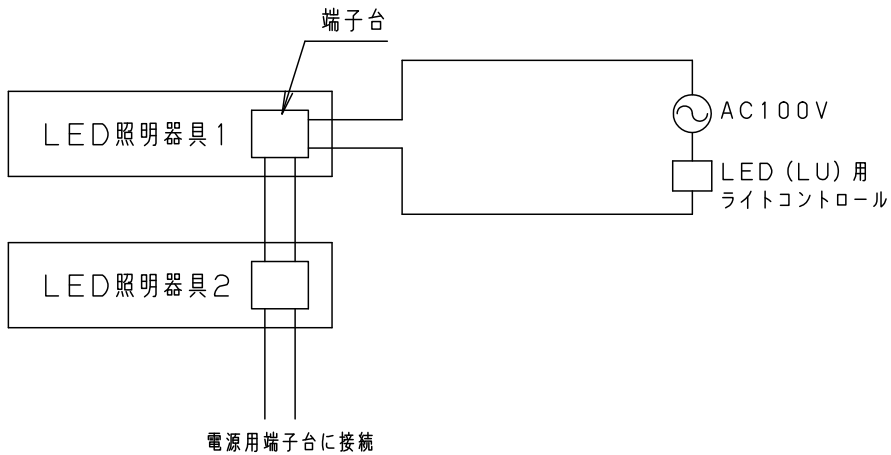 端子台
LED照明器具1
AC100V
LED(LU)用
ライトコントロール
LED照明器具2
電源用端子台に接続